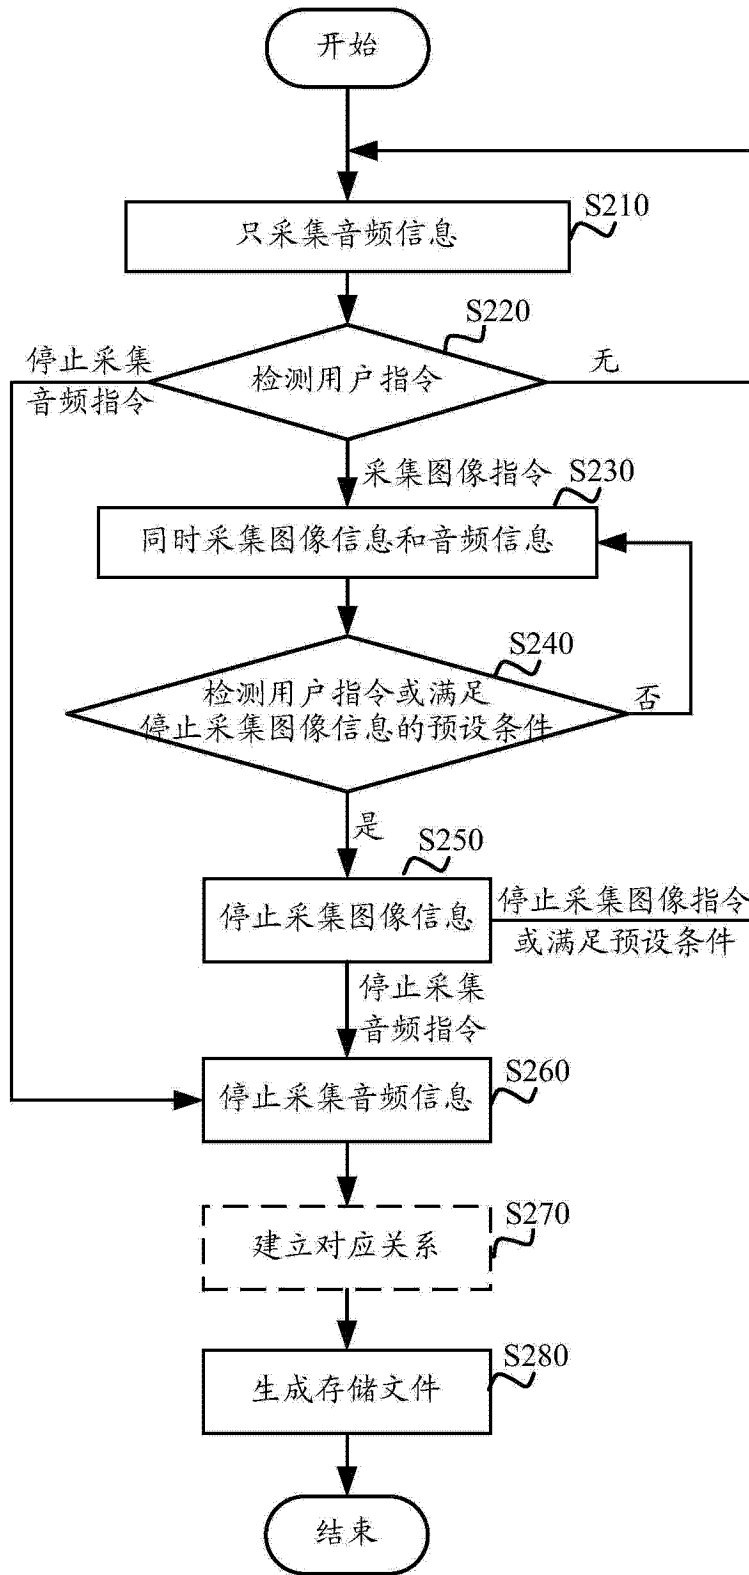 开始
S210
只采集音频信息
S220
停止采集
音频指令
检测用户指令
无
采集图像指令
S230
同时采集图像信息和音频信息
S240
检测用户指令或满足
停止采集图像信息的预设条件
否
是
S250
停止采集图像信息
停止采集图像指令
或满足预设条件
停止采集
音频指令
S260
停止采集音频信息
S270
建立对应关系
S280
生成存储文件
结束